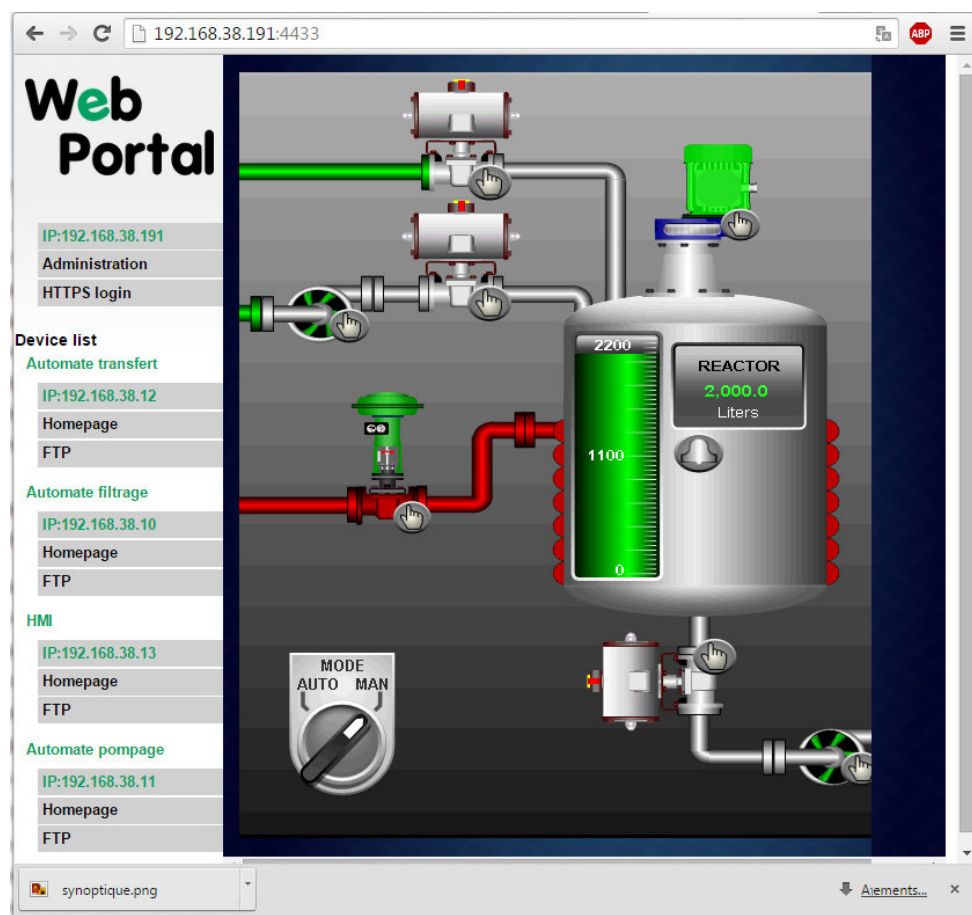 192.168.38.191:4433
ABP
Web
Portal
IP:192.168.38.191
Administration
HTTPS login
Device list
Automate transfert
IP:192.168.38.12
Homepage
FTP
Automate filtrage
IP:192.168.38.10
Homepage
FTP
HMI
IP:192.168.38.13
Homepage
FTP
Automate pompage
IP:192.168.38.11
Homepage
FTP
2200
1100
0
REACTOR
2,000.0
Liters
MODE
AUTO MAN
synoptique.png